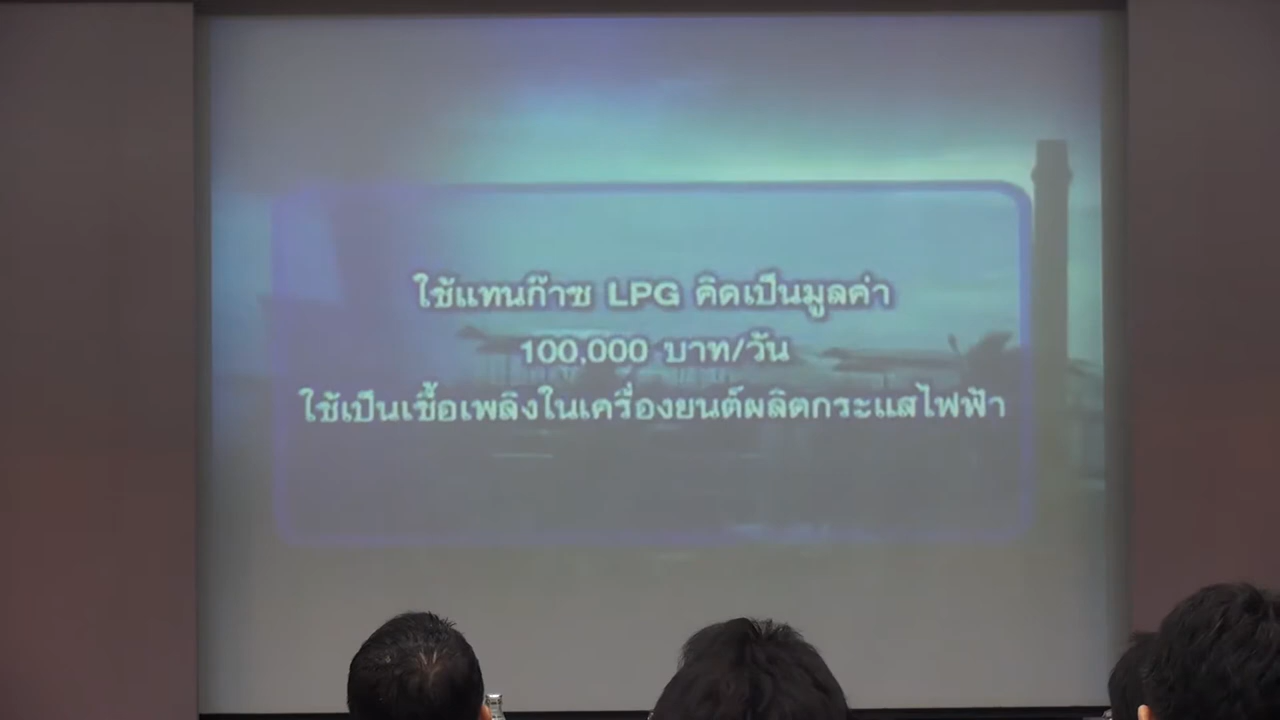 ใช้แทนก๊าซ LPG คิดเป็นมูลค่า
100,000 บาท/วัน
ใช้เป็นเชื้อเพลิงในเครื่องยนต์ผลิตกระแสไฟฟ้า